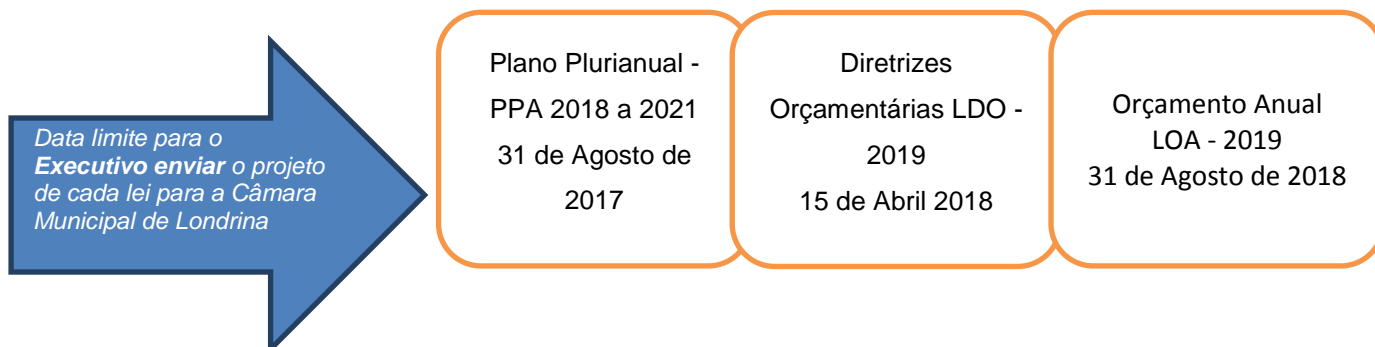 Data limite para o
Executivo enviar o projeto
de cada lei para a Câmara
Municipal de Londrina
Plano Plurianual -
PPA 2018 a 2021
31 de Agosto de
2017
Diretrizes
Orçamentárias LDO -
2019
15 de Abril 2018
Orçamento Anual
LOA - 2019
31 de Agosto de 2018